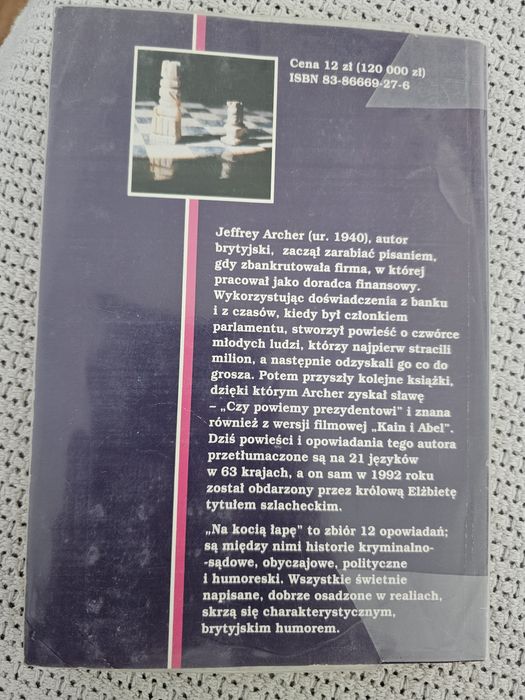 Cena 12 zł (120 000 zł)
ISBN 83-86669-27-6
Jeffrey Archer (ur. 1940), autor
brytyjski, zaczął zarabiać pisaniem,
gdy zbankrutowała firma, w której
pracował jako doradca finansowy.
Wykorzystując doświadczenia z banku
i z czasów, kiedy był członkiem
parlamentu, stworzył powieść o czwórce
młodych ludzi, którzy najpierw stracili
milion, a następnie odzyskali go co do
grosza. Potem przyszły kolejne książki,
dzięki którym Archer zyskał sławę
– „Czy powiemy prezydentowi” i znana
również z wersji filmowej „Kain i Abel”.
Dziś powieści i opowiadania tego autora
przetłumaczone są na 21 języków
w 63 krajach, a on sam w 1992 roku
został obdarzony przez królową Elżbietę
tytułem szlacheckim.
„Na kocią łapę” to zbiór 12 opowiadań;
są między nimi historie kryminalno-
-sądowe, obyczajowe, polityczne
i humoreski. Wszystkie świetnie
napisane, dobrze osadzone w realiach,
skrzą się charakterystycznym,
brytyjskim humorem.